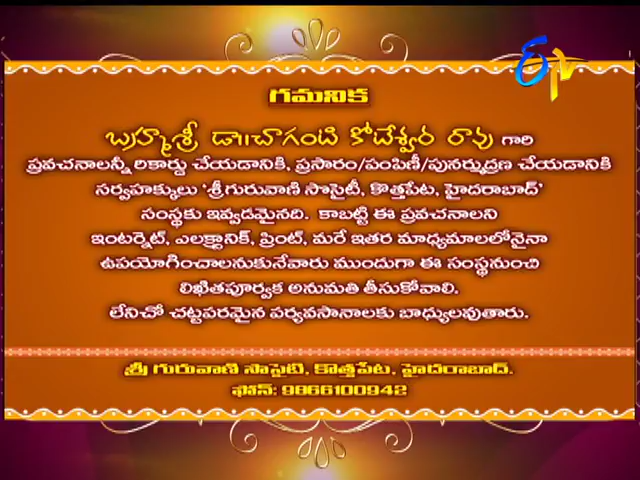 ETV
గమనిక
బ్రహ్మశ్రీ డా॥చాగంటి కోటేశ్వర రావు గారి
ప్రవచనాలన్నీ రికార్డు చేయడానికి, ప్రసారం/పంపిణీ/పునర్ముద్రణ చేయడానికి
సర్వహక్కులు 'శ్రీ గురువాణి సొసైటీ, కొత్తపేట, హైదరాబాద్'
సంస్థకు ఇవ్వడమైనది. కాబట్టి ఈ ప్రవచనాలని
ఇంటర్నెట్, ఎలక్ట్రానిక్, ప్రింట్, మరే ఇతర మాధ్యమాలలోనైనా
ఉపయోగించాలనుకునేవారు ముందుగా ఈ సంస్థనుంచి
లిఖితపూర్వక అనుమతి తీసుకోవాలి.
లేనిచో చట్టపరమైన పర్యవసానాలకు బాధ్యులవుతారు.
శ్రీ గురువాణి సొసైటి, కొత్తపేట, హైదరాబాద్.
ఫోన్: 9866100942